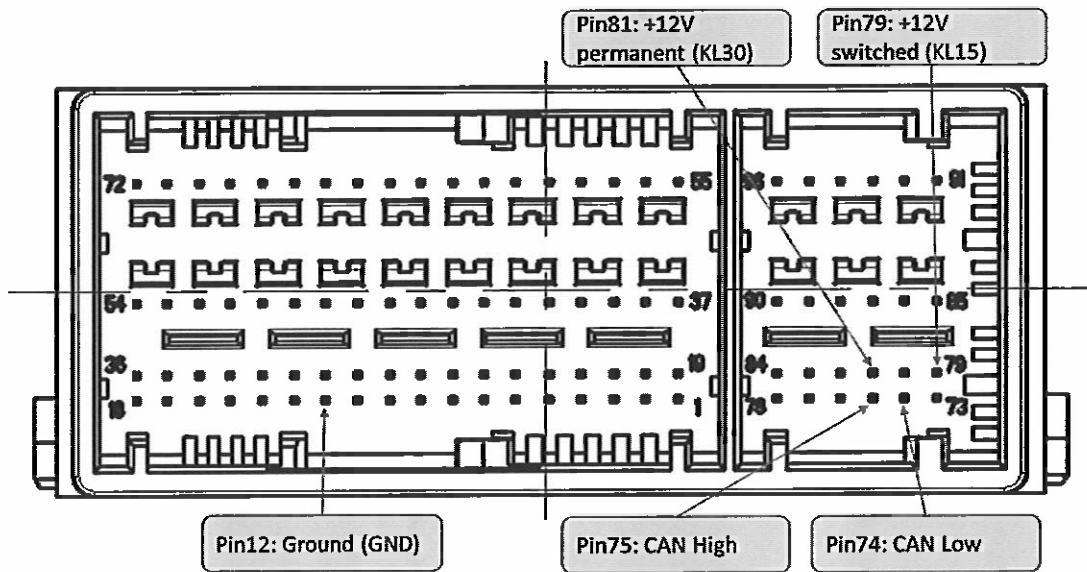 Pin81: +12V
permanent (KL30)
Pin79: +12V
switched (KL15)
72
55
96
91
54
37
90
85
36
19
84
79
18
1
78
73
Pin12: Ground (GND)
Pin75: CAN High
Pin74: CAN Low